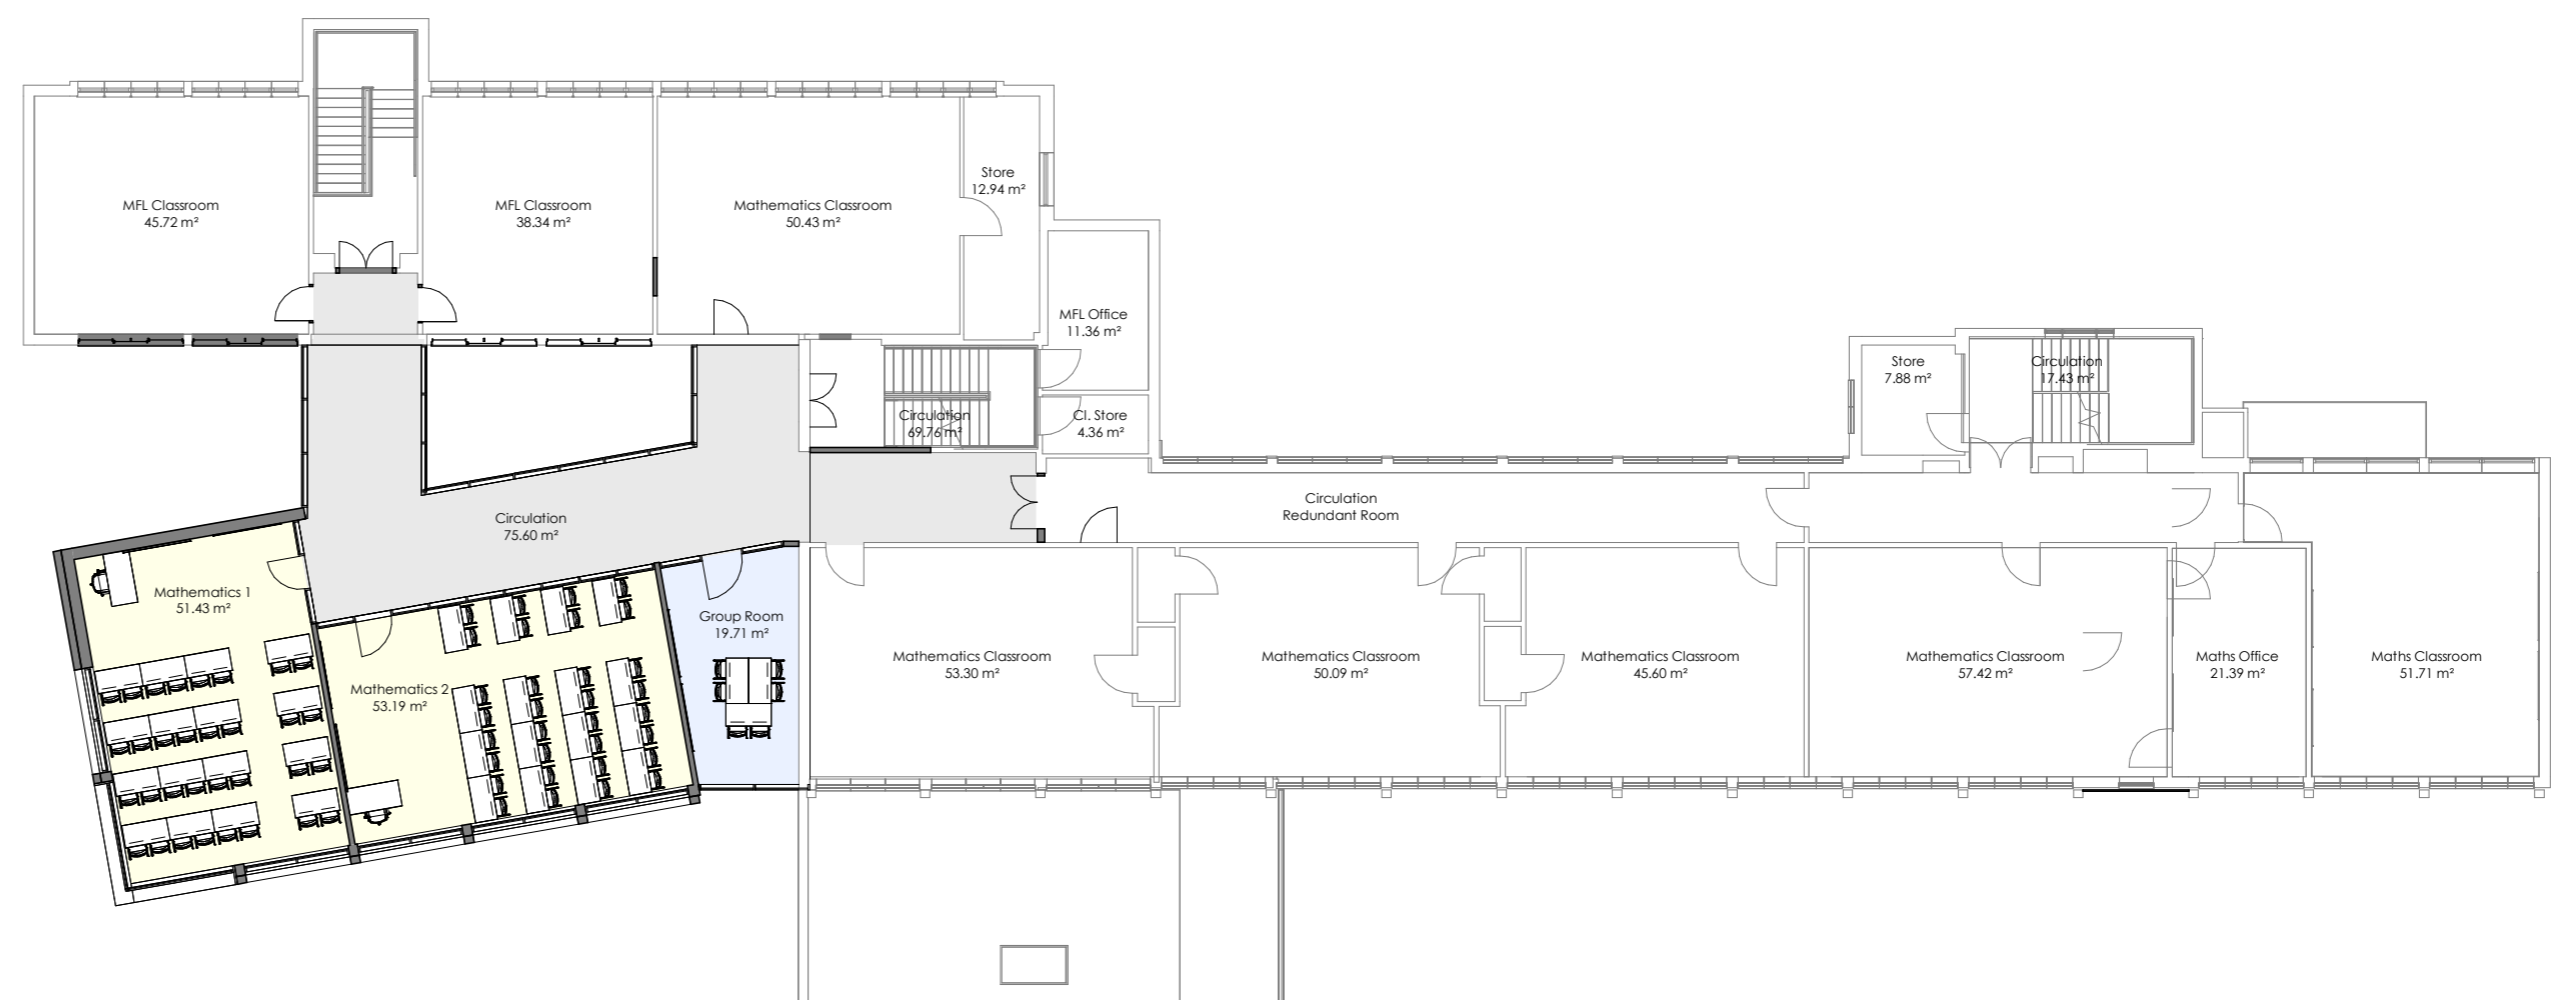 MFL Classroom
45.72 m²
MFL Classroom
38.34 m²
Mathematics Classroom
50.43 m²
Store
12.94 m²
MFL Office
11.36 m²
Cl. Store
4.36 m²
Circulation
69.76 m²
Store
7.88 m²
Circulation
17.43 m²
Circulation
75.60 m²
Circulation
Redundant Room
Mathematics 1
51.43 m²
Mathematics 2
53.19 m²
Group Room
19.71 m²
Mathematics Classroom
53.30 m²
Mathematics Classroom
50.09 m²
Mathematics Classroom
45.60 m²
Mathematics Classroom
57.42 m²
Maths Office
21.39 m²
Maths Classroom
51.71 m²